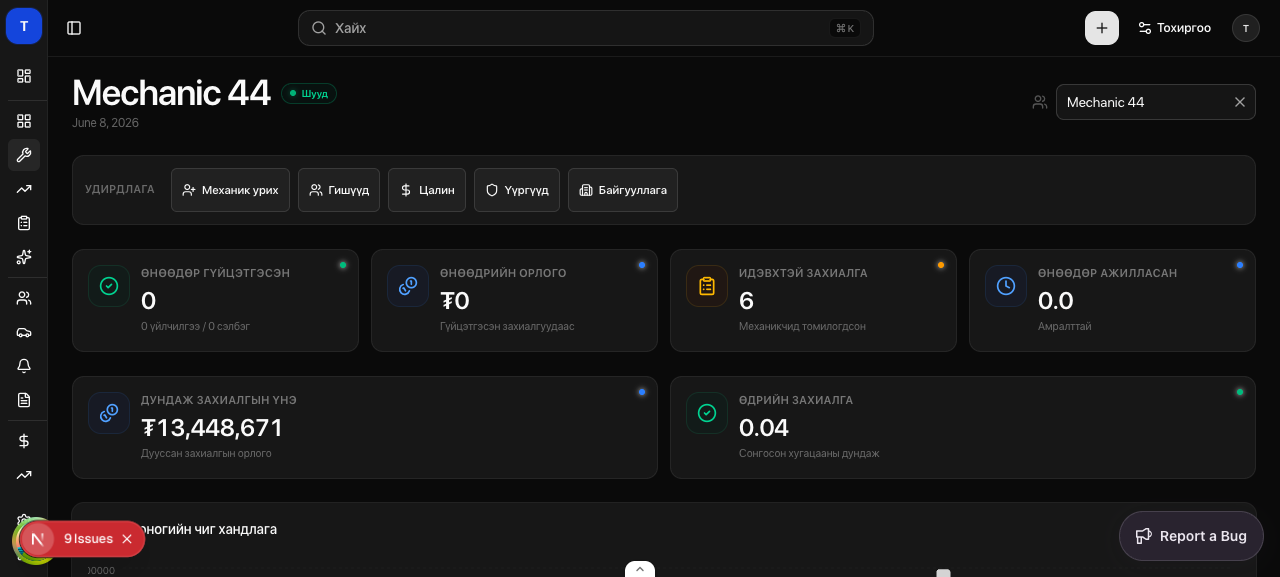 T
Хайх
⌘K
Тохиргоо
T
Mechanic 44
Шууд
June 8, 2026
Mechanic 44
УДИРДЛАГА
Механик урих
Гишүүд
Цалин
Үүргүүд
Байгууллага
ӨНӨӨДӨР ГҮЙЦЭТГЭСЭН
0
0 үйлчилгээ / 0 сэлбэг
ӨНӨӨДРИЙН ОРЛОГО
₮0
Гүйцэтгэсэн захиалгуудаас
ИДЭВХТЭЙ ЗАХИАЛГА
6
Механикчид томилогдсон
ӨНӨӨДӨР АЖИЛЛАСАН
0.0
Амралттай
ДУНДАЖ ЗАХИАЛГЫН ҮНЭ
₮13,448,671
Дууссан захиалгын орлого
ӨДРИЙН ЗАХИАЛГА
0.04
Сонгосон хугацааны дундаж
чиг хандлага
N
9 Issues
Report a Bug